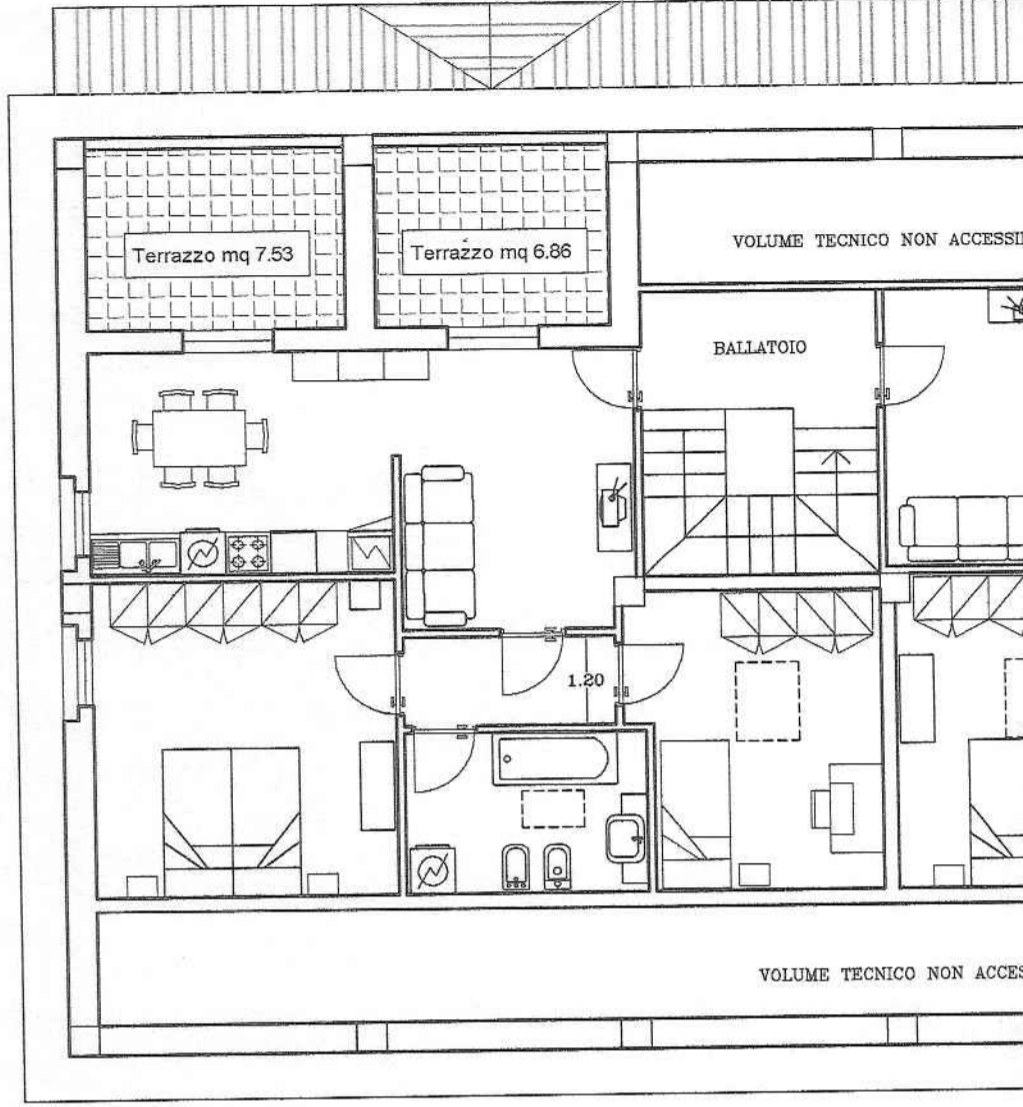 Terrazzo mq 7.53
Terrazzo mq 6.86
VOLUME TECNICO NON ACCESSI
BALLATOIO
1.20
VOLUME TECNICO NON ACCES